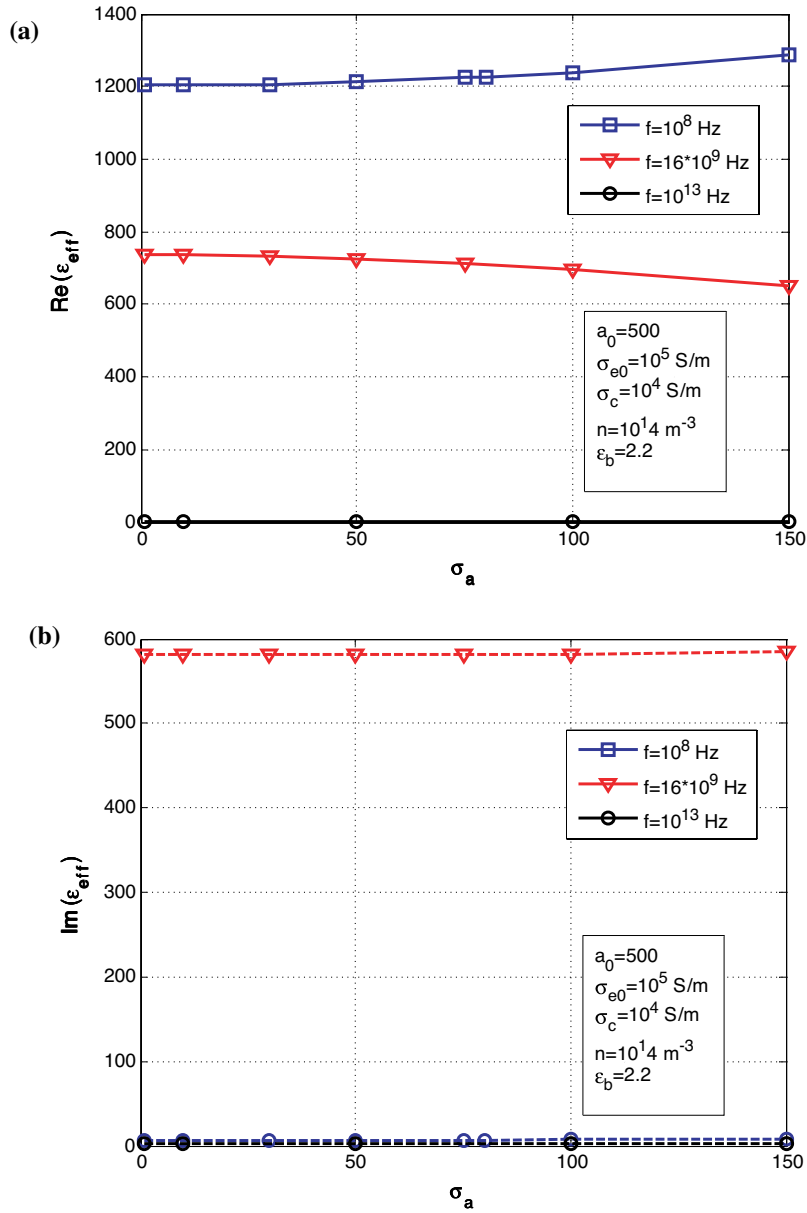 (a)
1400
1200
1000
800
600
400
200
0
Re(ε_eff)
f=10^8 Hz
f=16*10^9 Hz
f=10^13 Hz
a_0=500
σ_e0=10^5 S/m
σ_c=10^4 S/m
n=10^14 m^-3
ε_b=2.2
0 50 100 150
σ_a
(b)
600
500
400
300
200
100
0
Im(ε_eff)
f=10^8 Hz
f=16*10^9 Hz
f=10^13 Hz
a_0=500
σ_e0=10^5 S/m
σ_c=10^4 S/m
n=10^14 m^-3
ε_b=2.2
0 50 100 150
σ_a